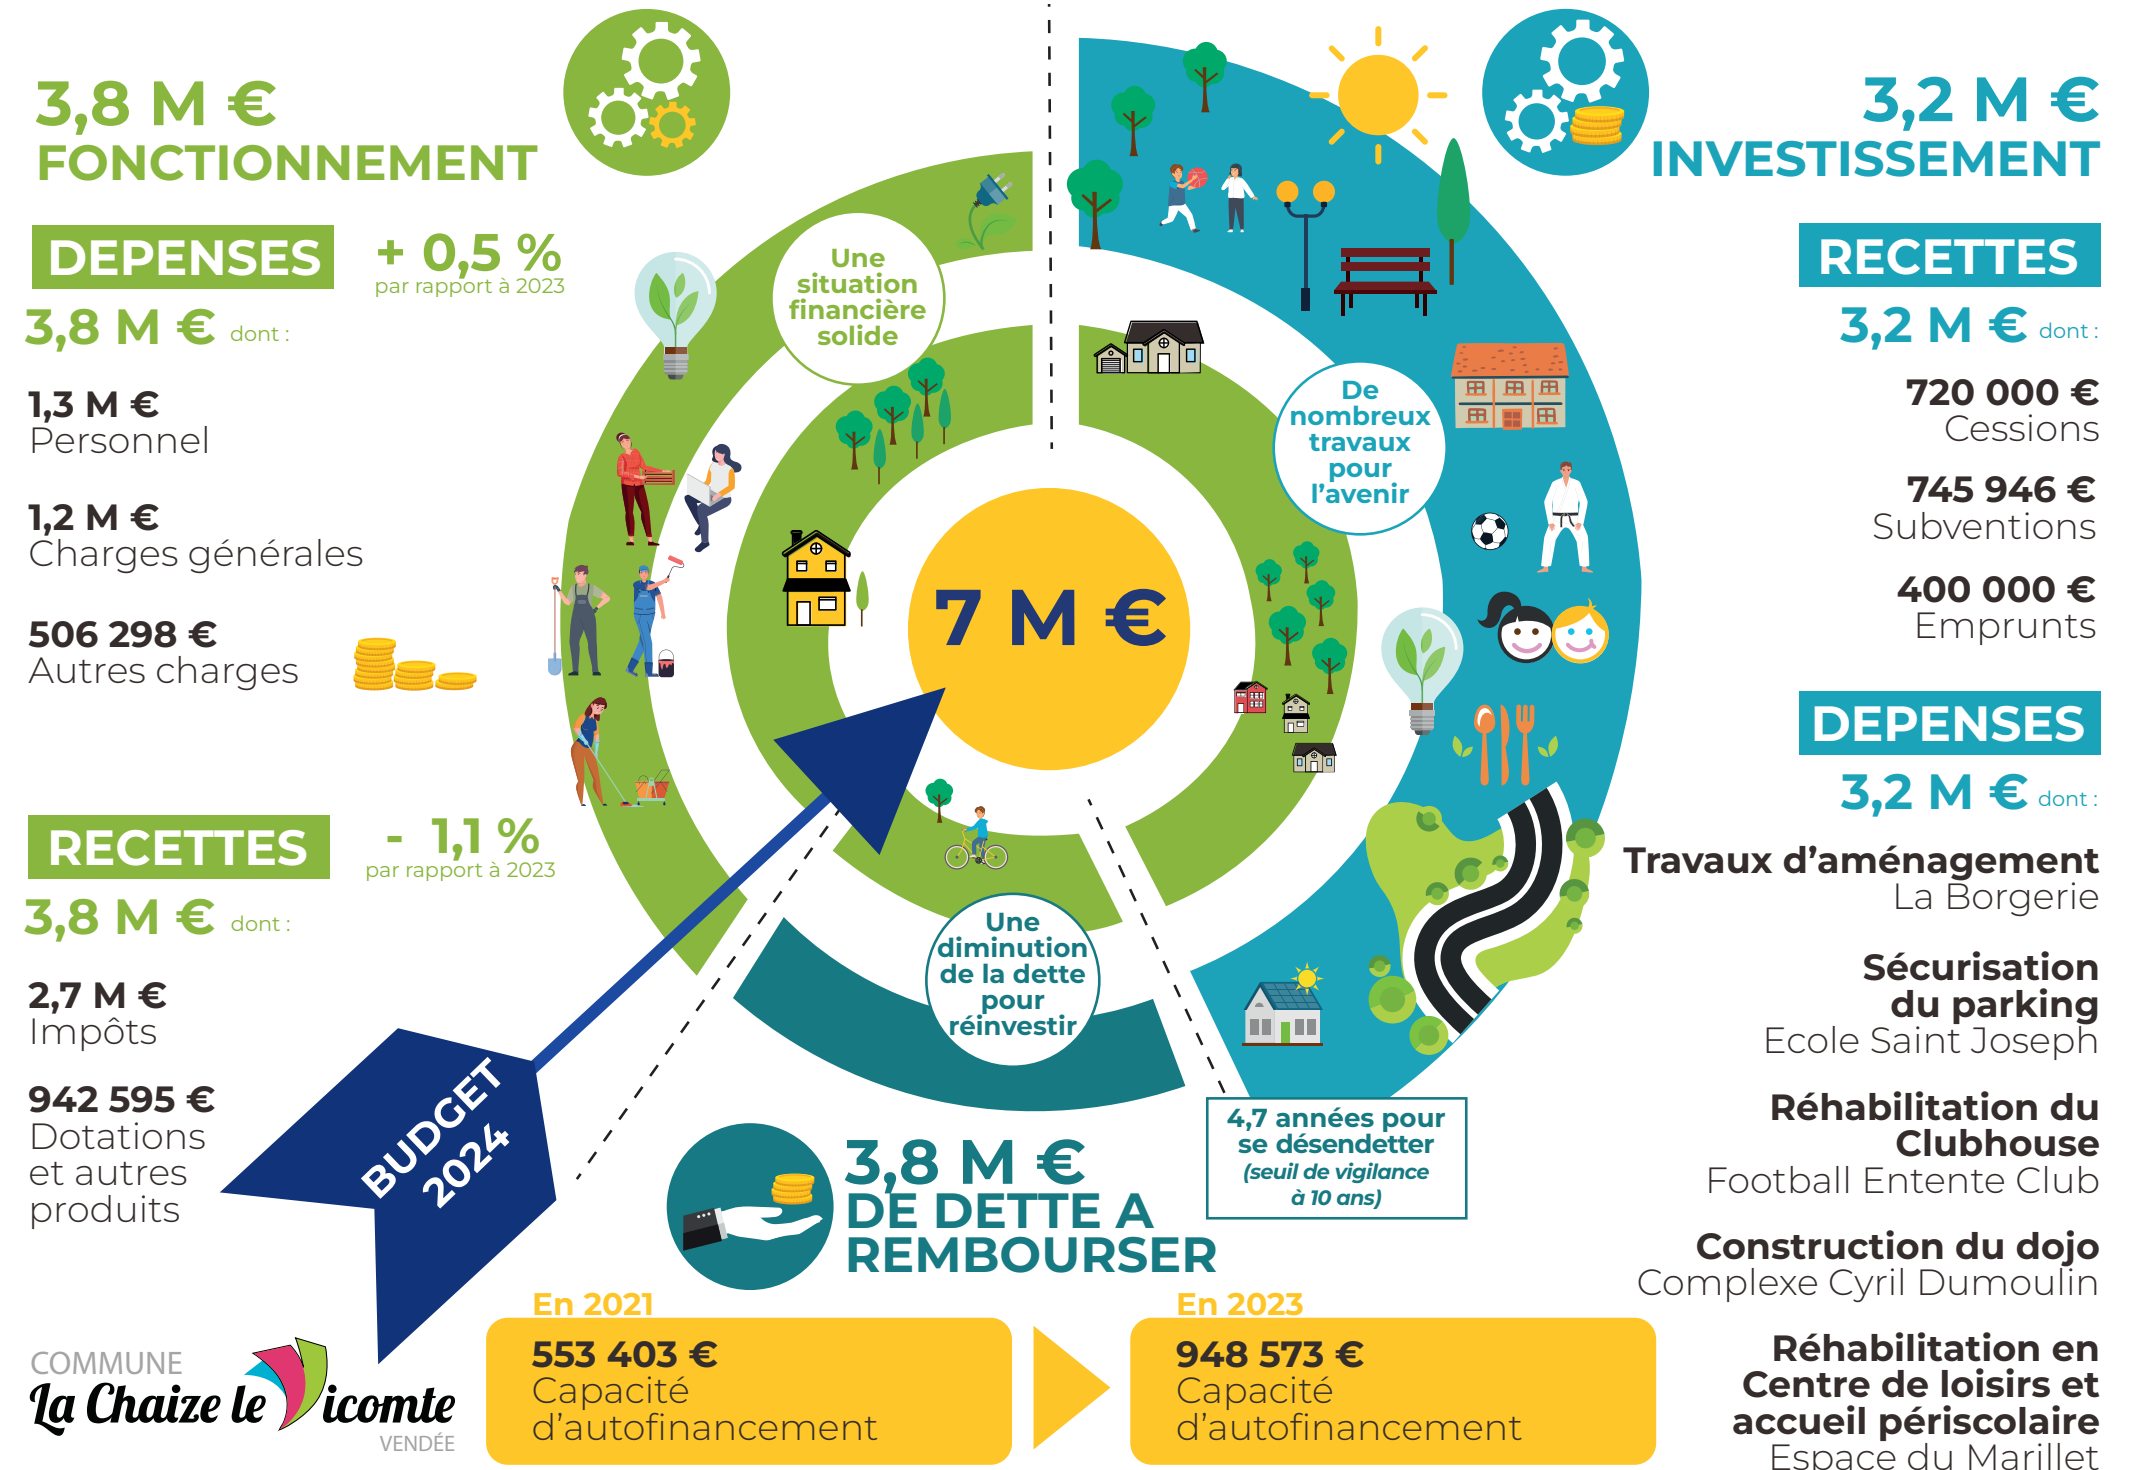 3,8 M €
FONCTIONNEMENT
DEPENSES
+ 0,5 %
par rapport à 2023
3,8 M € dont :
1,3 M €
Personnel
1,2 M €
Charges générales
506 298 €
Autres charges
RECETTES
- 1,1 %
par rapport à 2023
3,8 M € dont :
2,7 M €
Impôts
942 595 €
Dotations
et autres
produits
BUDGET
2024
COMMUNE
La Chaize le Vicomte
VENDÉE
Une
situation
financière
solide
7 M €
De
nombreux
travaux
pour
l'avenir
Une
diminution
de la dette
pour
réinvestir
3,8 M €
DE DETTE A
REMBOURSER
4,7 années pour
se désendetter
(seuil de vigilance
à 10 ans)
En 2021
553 403 €
Capacité
d'autofinancement
En 2023
948 573 €
Capacité
d'autofinancement
3,2 M €
INVESTISSEMENT
RECETTES
3,2 M € dont :
720 000 €
Cessions
745 946 €
Subventions
400 000 €
Emprunts
DEPENSES
3,2 M € dont :
Travaux d'aménagement
La Borgerie
Sécurisation
du parking
Ecole Saint Joseph
Réhabilitation du
Clubhouse
Football Entente Club
Construction du dojo
Complexe Cyril Dumoulin
Réhabilitation en
Centre de loisirs et
accueil périscolaire
Espace du Marillet